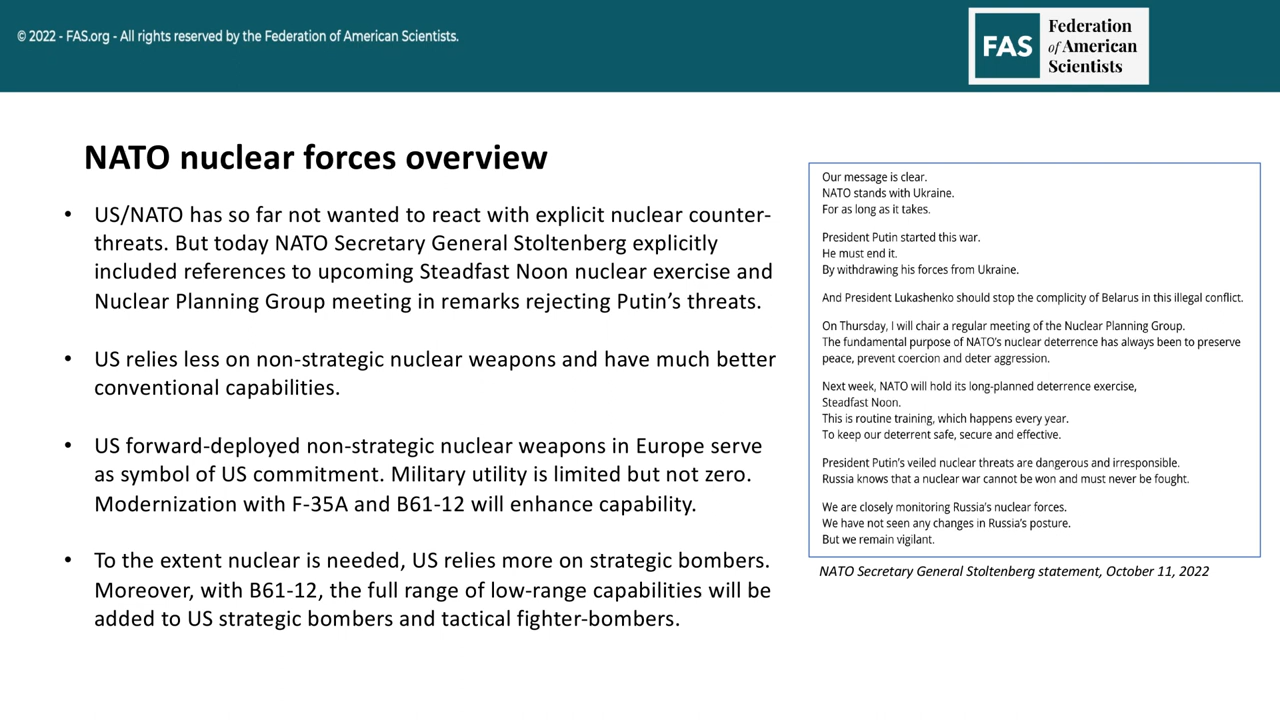 © 2022 - FAS.org - All rights reserved by the Federation of American Scientists.
FAS
Federation
of American
Scientists
NATO nuclear forces overview
• US/NATO has so far not wanted to react with explicit nuclear counter-
threats. But today NATO Secretary General Stoltenberg explicitly
included references to upcoming Steadfast Noon nuclear exercise and
Nuclear Planning Group meeting in remarks rejecting Putin's threats.
• US relies less on non-strategic nuclear weapons and have much better
conventional capabilities.
• US forward-deployed non-strategic nuclear weapons in Europe serve
as symbol of US commitment. Military utility is limited but not zero.
Modernization with F-35A and B61-12 will enhance capability.
• To the extent nuclear is needed, US relies more on strategic bombers.
Moreover, with B61-12, the full range of low-range capabilities will be
added to US strategic bombers and tactical fighter-bombers.
Our message is clear.
NATO stands with Ukraine.
For as long as it takes.
President Putin started this war.
He must end it.
By withdrawing his forces from Ukraine.
And President Lukashenko should stop the complicity of Belarus in this illegal conflict.
On Thursday, I will chair a regular meeting of the Nuclear Planning Group.
The fundamental purpose of NATO's nuclear deterrence has always been to preserve
peace, prevent coercion and deter aggression.
Next week, NATO will hold its long-planned deterrence exercise,
Steadfast Noon.
This is routine training, which happens every year.
To keep our deterrent safe, secure and effective.
President Putin's veiled nuclear threats are dangerous and irresponsible.
Russia knows that a nuclear war cannot be won and must never be fought.
We are closely monitoring Russia's nuclear forces.
We have not seen any changes in Russia's posture.
But we remain vigilant.
NATO Secretary General Stoltenberg statement, October 11, 2022